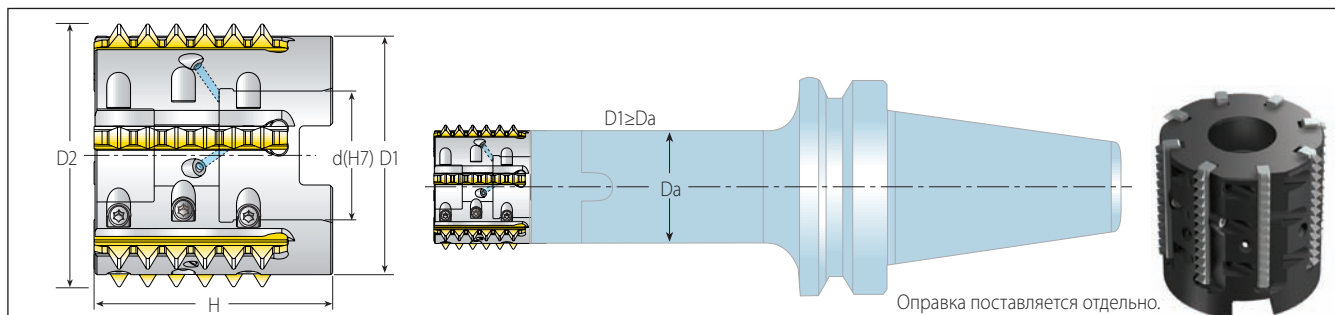 D2
d(H7)
D1
H
D1≥Da
Da
Оправка поставляется отдельно.